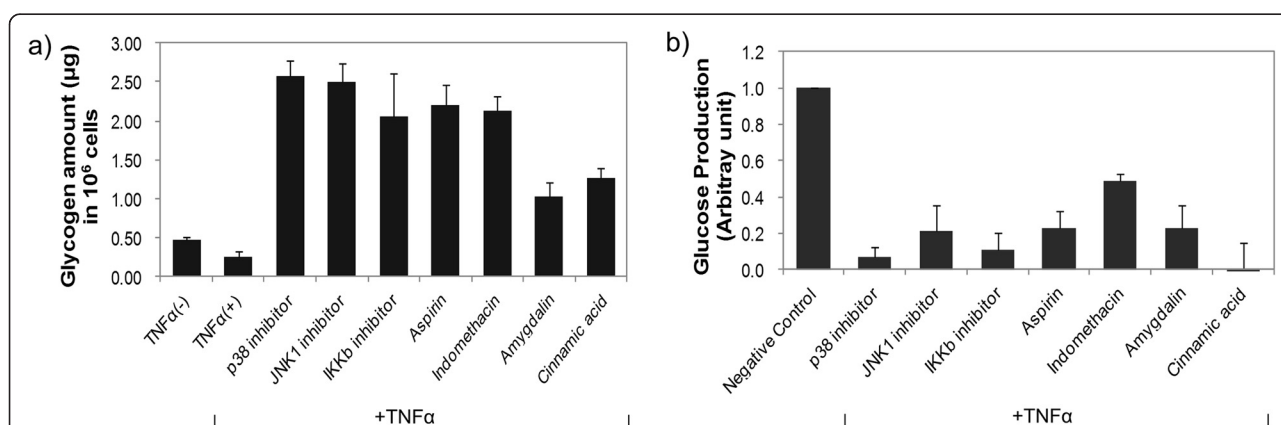 a)
Glycogen amount (µg)
in 10⁶ cells
3.00
2.50
2.00
1.50
1.00
0.50
0.00
TNFα(-)
TNFα(+)
p38 inhibitor
JNK1 inhibitor
IKKb inhibitor
Aspirin
Indomethacin
Amygdalin
Cinnamic acid
+TNFα
b)
Glucose Production
(Arbitray unit)
1.2
1.0
0.8
0.6
0.4
0.2
0.0
Negative Control
p38 inhibitor
JNK1 inhibitor
IKKb inhibitor
Aspirin
Indomethacin
Amygdalin
Cinnamic acid
+TNFα